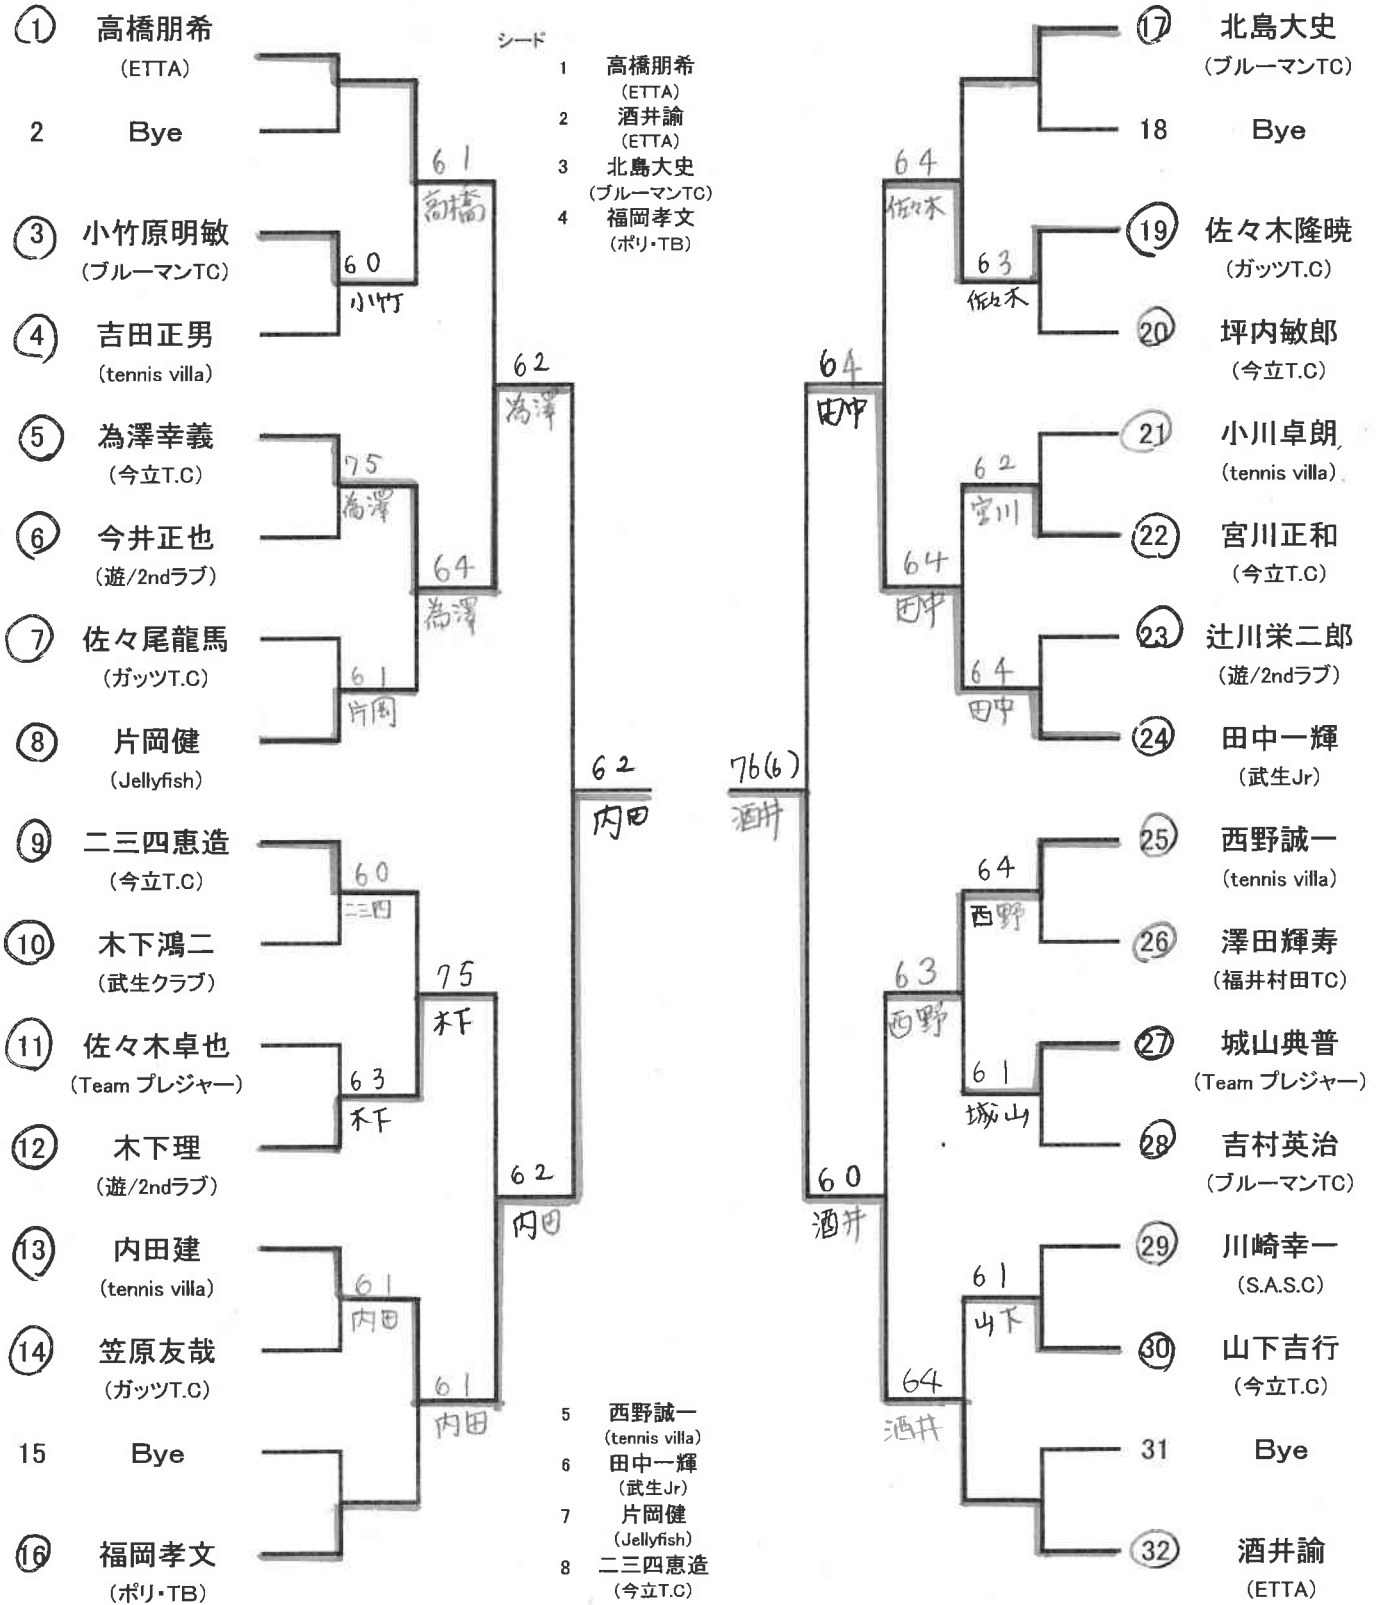 1 高橋朋希
(ETTA)
2 Bye
3 小竹原明敏
(ブルーマンTC)
4 吉田正男
(tennis villa)
5 為澤幸義
(今立T.C)
6 今井正也
(遊/2ndラブ)
7 佐々尾龍馬
(ガッツT.C)
8 片岡健
(Jellyfish)
9 二三四恵造
(今立T.C)
10 木下鴻二
(武生クラブ)
11 佐々木卓也
(Team プレジャー)
12 木下理
(遊/2ndラブ)
13 内田建
(tennis villa)
14 笠原友哉
(ガッツT.C)
15 Bye
16 福岡孝文
(ポリ・TB)
60
小竹
75
為澤
61
片岡
60
二三四
63
木下
61
内田
61
高橋
64
為澤
75
木下
61
内田
62
為澤
62
内田
62
内田
シード
1 高橋朋希
(ETTA)
2 酒井諭
(ETTA)
3 北島大史
(ブルーマンTC)
4 福岡孝文
(ポリ・TB)
5 西野誠一
(tennis villa)
6 田中一輝
(武生Jr)
7 片岡健
(Jellyfish)
8 二三四恵造
(今立T.C)
76(6)
酒井
64
田中
60
酒井
64
佐々木
64
田中
63
西野
64
酒井
63
佐々木
62
宮川
64
田中
64
西野
61
城山
61
山下
17 北島大史
(ブルーマンTC)
18 Bye
19 佐々木隆暁
(ガッツT.C)
20 坪内敏郎
(今立T.C)
21 小川卓朗
(tennis villa)
22 宮川正和
(今立T.C)
23 辻川栄二郎
(遊/2ndラブ)
24 田中一輝
(武生Jr)
25 西野誠一
(tennis villa)
26 澤田輝寿
(福井村田TC)
27 城山典普
(Team プレジャー)
28 吉村英治
(ブルーマンTC)
29 川崎幸一
(S.A.S.C)
30 山下吉行
(今立T.C)
31 Bye
32 酒井諭
(ETTA)